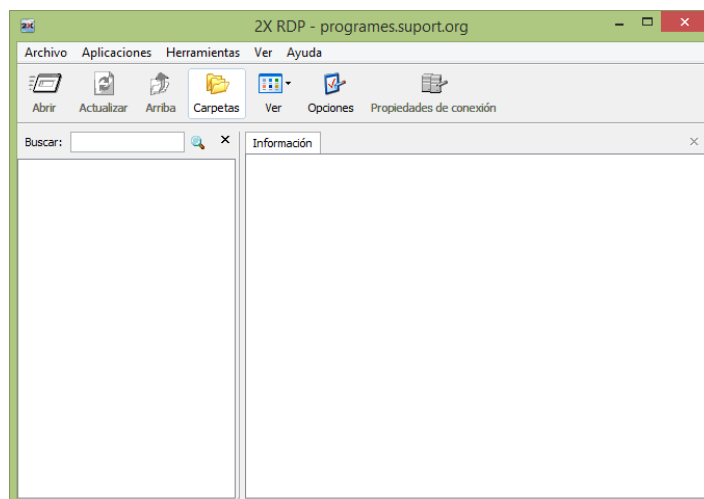 2X RDP - programes.suport.org
Archivo Aplicaciones Herramientas Ver Ayuda
Abrir Actualizar Arriba Carpetas Ver Opciones Propiedades de conexión
Buscar:
Información